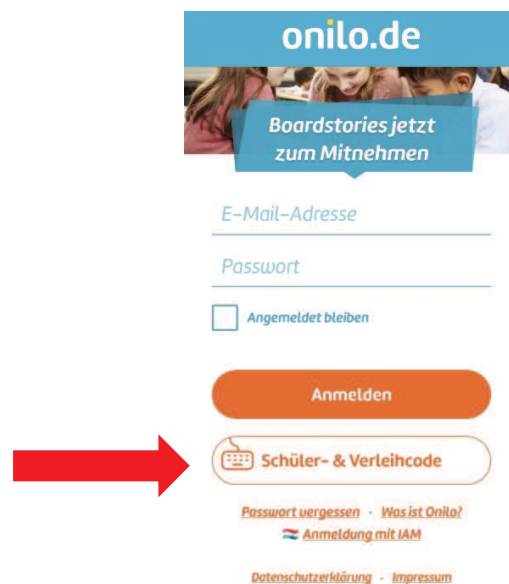 onilo.de
Boardstories jetzt
zum Mitnehmen
E-Mail-Adresse
Passwort
Angemeldet bleiben
Anmelden
Schüler- & Verleihcode
Passwort vergessen - Was ist Onilo?
Anmeldung mit IAM
Datenschutzerklärung - Impressum